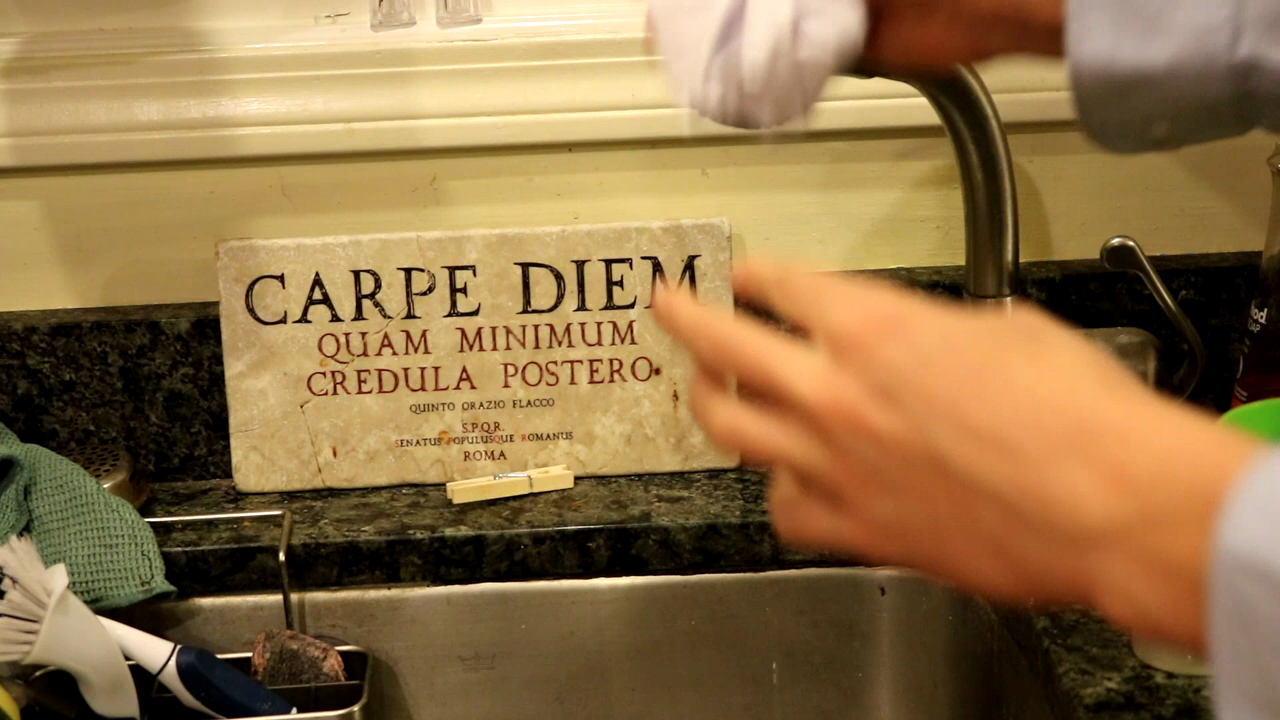 CARPE DIEM
QUAM MINIMUM
CREDULA POSTERO
QUINTO ORAZIO FLACCO
S.P.Q.R.
SENATUS POPULUSQUE ROMANUS
ROMA